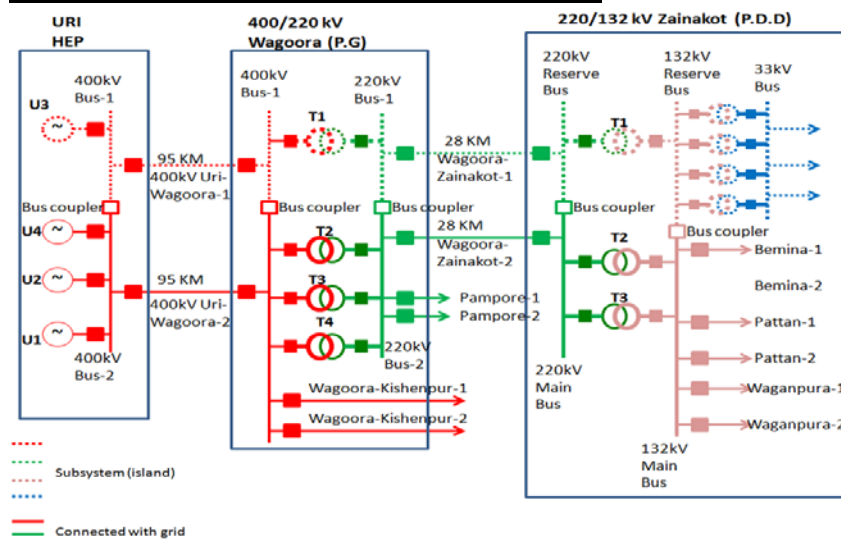 URI
HEP
400/220 kV
Wagoora (P.G)
220/132 kV Zainakot (P.D.D)
400kV
Bus-1
U3
~
Bus coupler
U4
~
U2
~
U1
~
400kV
Bus-2
95 KM
400kV Uri-
Wagoora-1
95 KM
400kV Uri-
Wagoora-2
400kV
Bus-1
220kV
Bus-1
T1
Bus coupler
Bus coupler
T2
T3
T4
220kV
Bus-2
Pampore-1
Pampore-2
Wagoora-Kishenpur-1
Wagoora-Kishenpur-2
28 KM
Wagoora-
Zainakot-1
28 KM
Wagoora-
Zainakot-2
220kV
Reserve
Bus
132kV
Reserve
Bus
33kV
Bus
T1
Bus coupler
Bus coupler
T2
T3
220kV
Main
Bus
132kV
Main
Bus
Bemina-1
Bemina-2
Pattan-1
Pattan-2
Waganpura-1
Waganpura-2
Subsystem (island)
Connected with grid